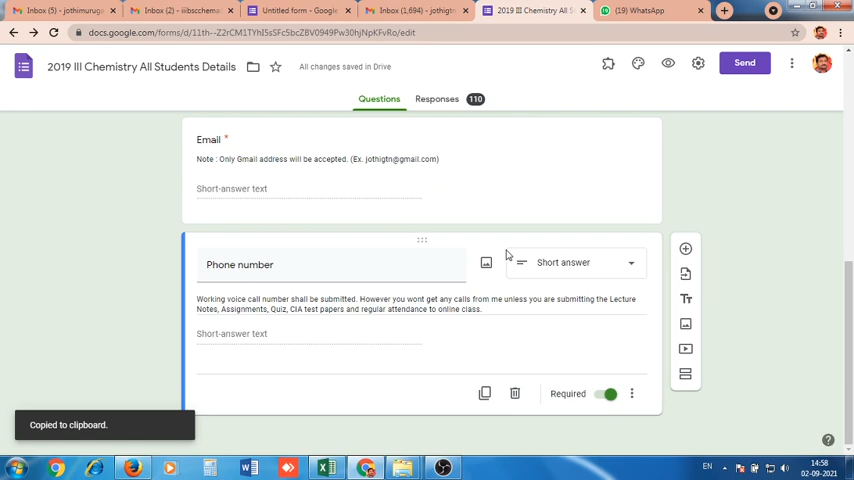 Inbox (5) - jothimuruga
Inbox (2) - iiibscchemas
Untitled form - Google
Inbox (1,694) - jothigtn
2019 III Chemistry All S
(19) WhatsApp
docs.google.com/forms/d/11th--Z2rCM1TYhI5sSFc5bcZBV0949Pw30hjNpKFvRo/edit
2019 III Chemistry All Students Details
All changes saved in Drive
Send
Questions
Responses
110
Email *
Note : Only Gmail address will be accepted. (Ex. jothigtn@gmail.com)
Short-answer text
Phone number
Short answer
Working voice call number shall be submitted. However you wont get any calls from me unless you are submitting the Lecture
Notes, Assignments, Quiz, CIA test papers and regular attendance to online class.
Short-answer text
Required
Copied to clipboard.
EN
14:58
02-09-2021